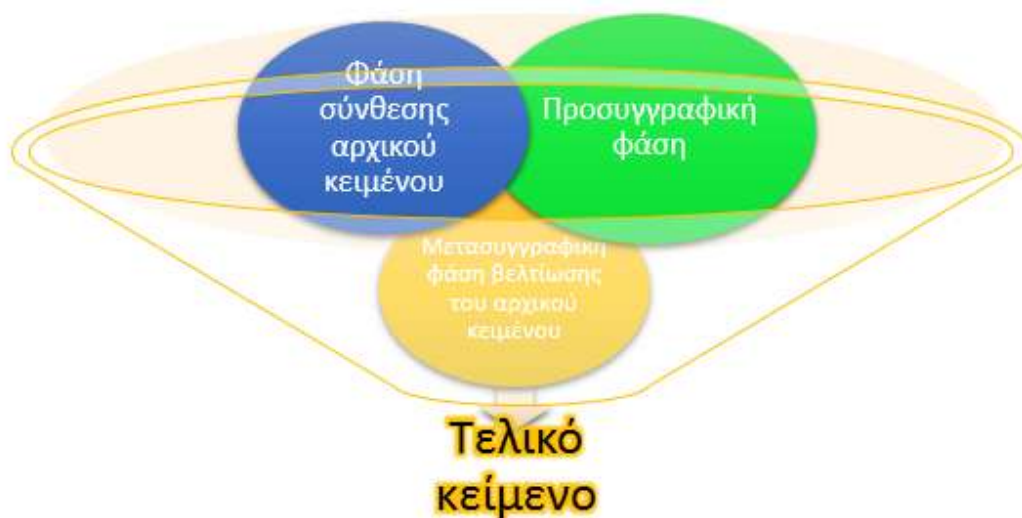 Φάση
σύνθεσης
αρχικού
κειμένου
Προσυγγραφική
φάση
Μετασυγγραφική
φάση βελτίωσης
του αρχικού
κειμένου
Τελικό
κείμενο